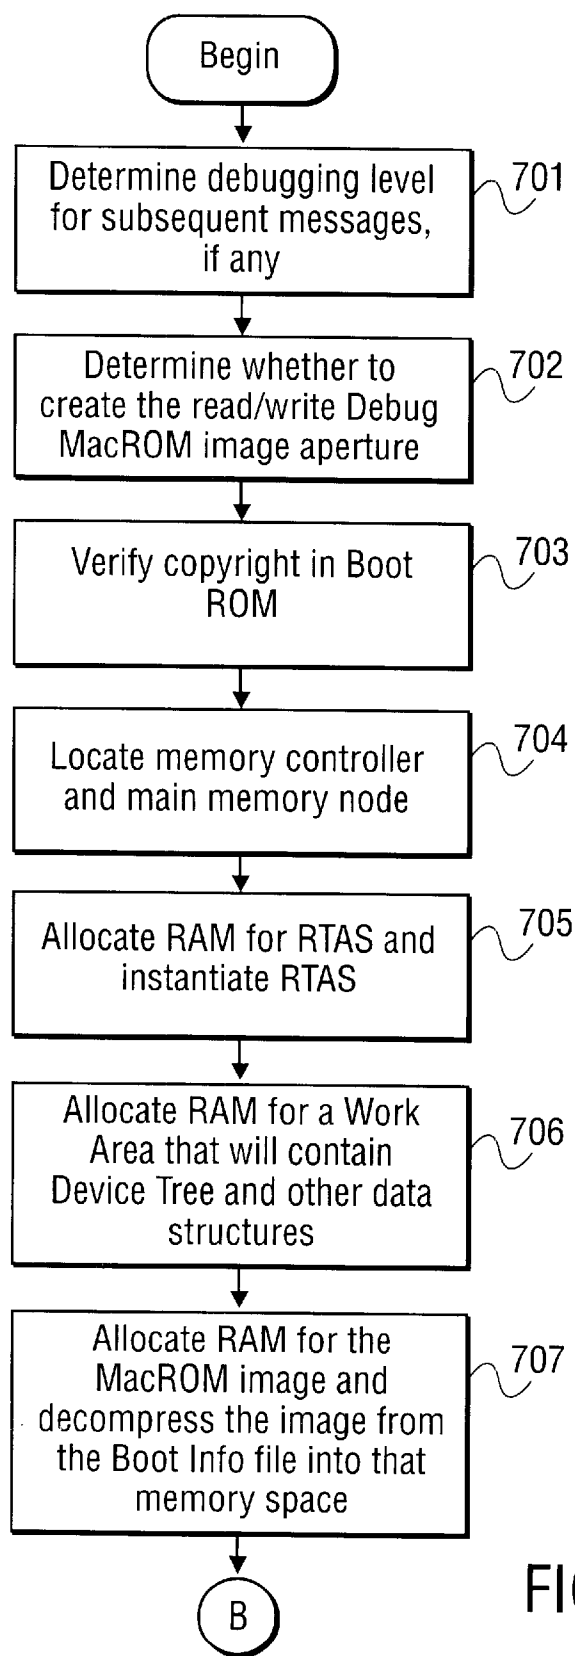 Begin
Determine debugging level
for subsequent messages,
if any
701
Determine whether to
create the read/write Debug
MacROM image aperture
702
Verify copyright in Boot
ROM
703
Locate memory controller
and main memory node
704
Allocate RAM for RTAS and
instantiate RTAS
705
Allocate RAM for a Work
Area that will contain
Device Tree and other data
structures
706
Allocate RAM for the
MacROM image and
decompress the image from
the Boot Info file into that
memory space
707
B